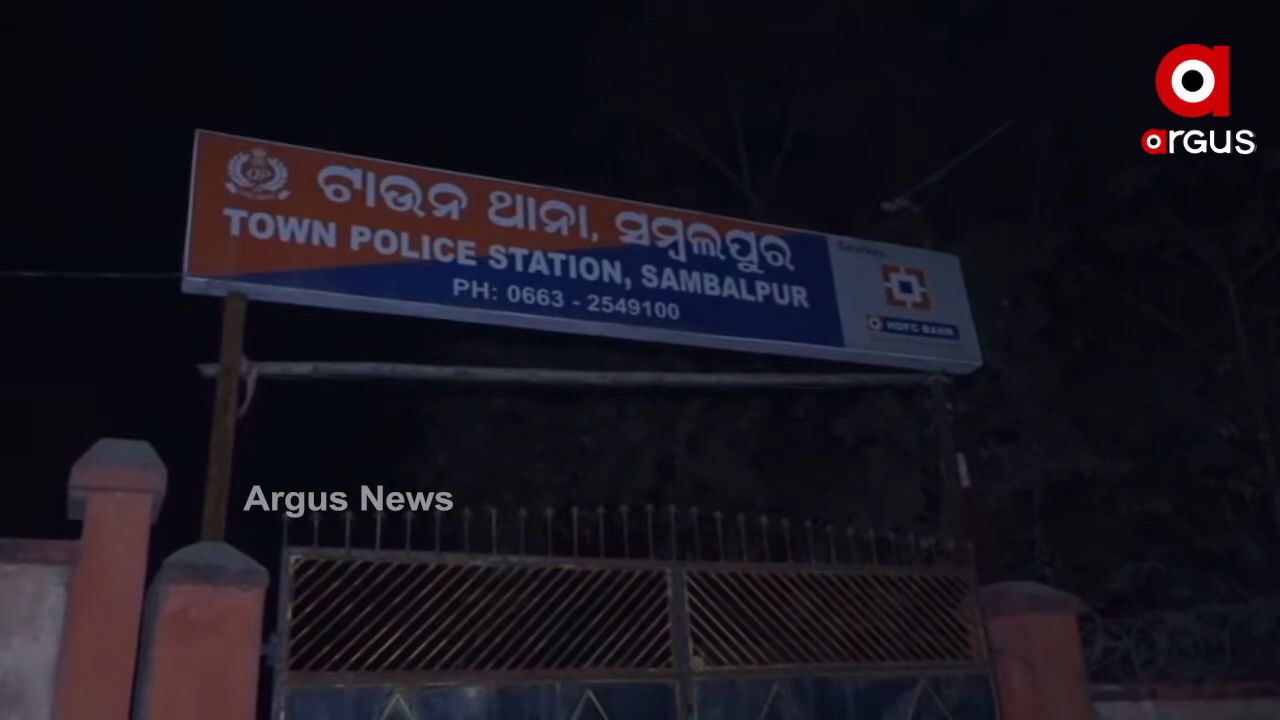 argus
ଟାଉନ ଥାନା, ସମ୍ବଲପୁର
TOWN POLICE STATION, SAMBALPUR
PH: 0663 - 2549100
HDFC BANK
Argus News